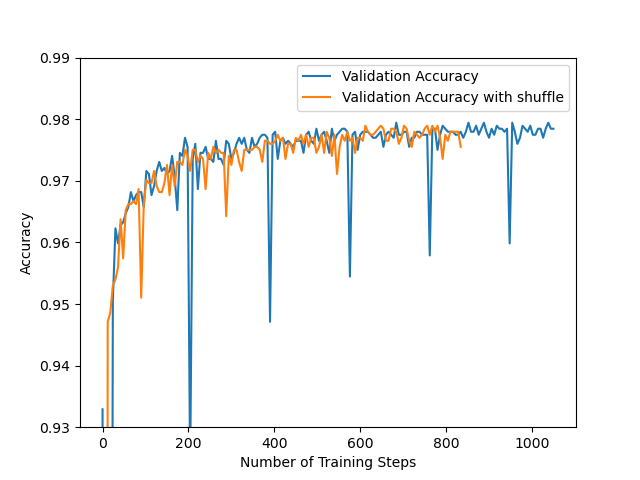 0.99
0.98
0.97
0.96
0.95
0.94
0.93
Accuracy
Validation Accuracy
Validation Accuracy with shuffle
0 200 400 600 800 1000
Number of Training Steps